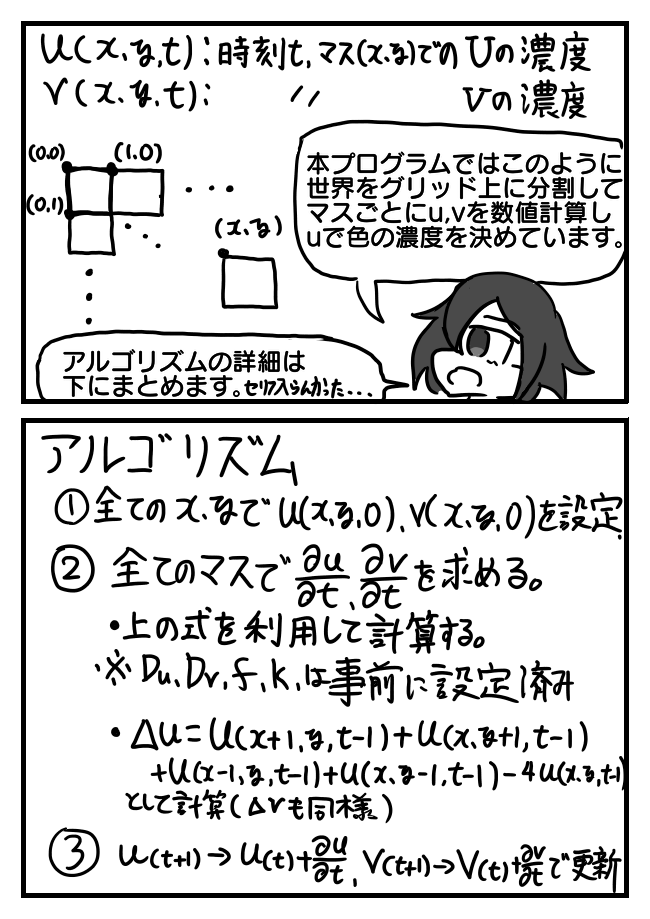 u(x,y,t):時刻t,マス(x,y)でのUの濃度
v(x,y,t): 〃 Vの濃度
(0,0) (1,0)
(0,1)
(x,y)
本プログラムではこのように
世界をグリッド上に分割して
マスごとにu,vを数値計算し
uで色の濃度を決めています。
アルゴリズムの詳細は
下にまとめます。セリフ入らんかった...
アルゴリズム
①全てのx,yでu(x,y,0),v(x,y,0)を設定.
②全てのマスで∂u/∂t,∂v/∂tを求める。
・上の式を利用して計算する。
※Du,Dv,f,k,は事前に設定済み
・Δu=u(x+1,y,t-1)+u(x,y+1,t-1)
+u(x-1,y,t-1)+u(x,y-1,t-1)-4u(x,y,t-1)
として計算(Δvも同様)
③u(t+1)→u(t)+∂u/∂t,v(t+1)→v(t)+∂v/∂tで更新